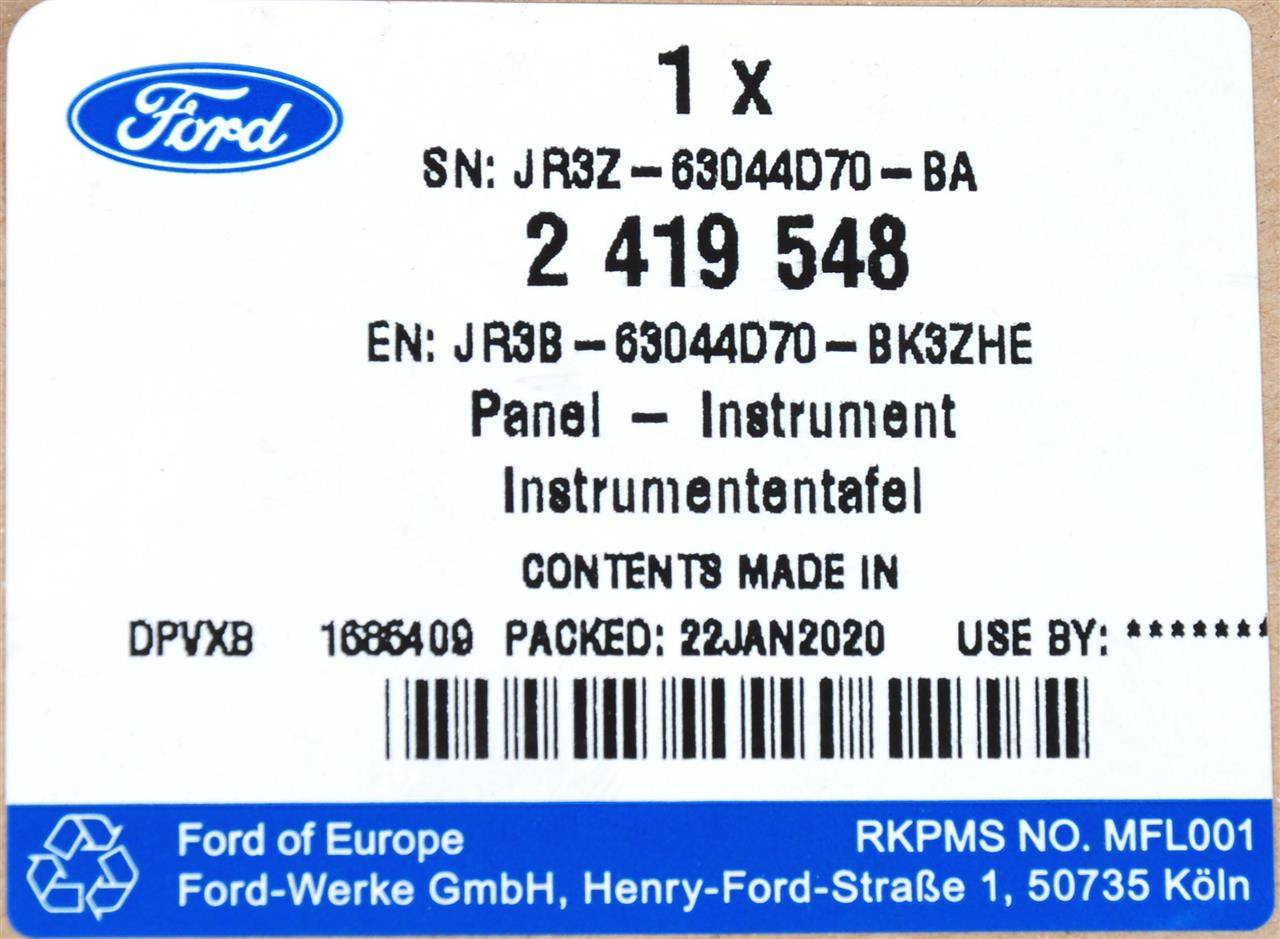 Ford
1 x
SN: JR3Z-63044D70-BA
2 419 548
EN: JR3B-63044D70-BK3ZHE
Panel - Instrument
Instrumententafel
CONTENTS MADE IN
DPVXB 1686409 PACKED: 22JAN2020 USE BY: *******
Ford of Europe RKPMS NO. MFL001
Ford-Werke GmbH, Henry-Ford-Straße 1, 50735 Köln